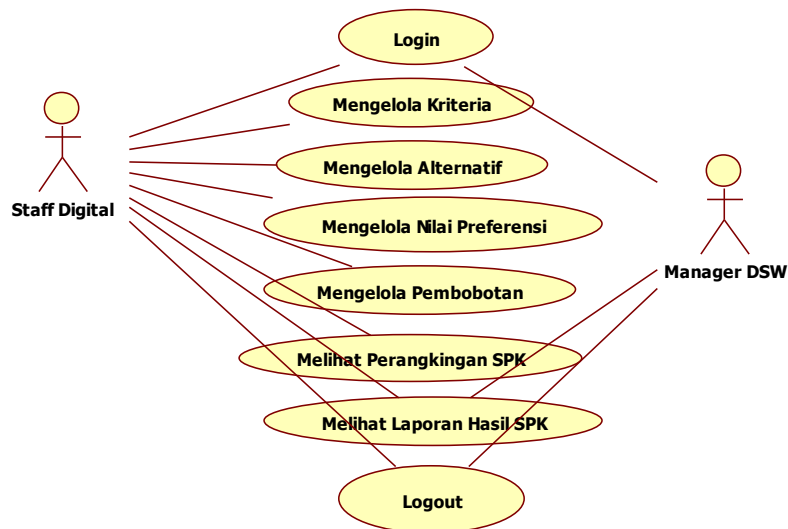 Login
Mengelola Kriteria
Mengelola Alternatif
Staff Digital
Mengelola Nilai Preferensi
Manager DSW
Mengelola Pembobotan
Melihat Perangkingan SPK
Melihat Laporan Hasil SPK
Logout